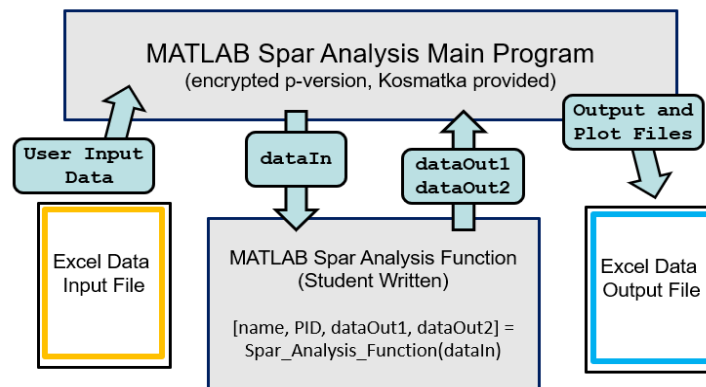 MATLAB Spar Analysis Main Program
(encrypted p-version, Kosmatka provided)
User Input
Data
dataIn
dataOut1
dataOut2
Output and
Plot Files
Excel Data
Input File
MATLAB Spar Analysis Function
(Student Written)
[name, PID, dataOut1, dataOut2] =
Spar_Analysis_Function(dataIn)
Excel Data
Output File